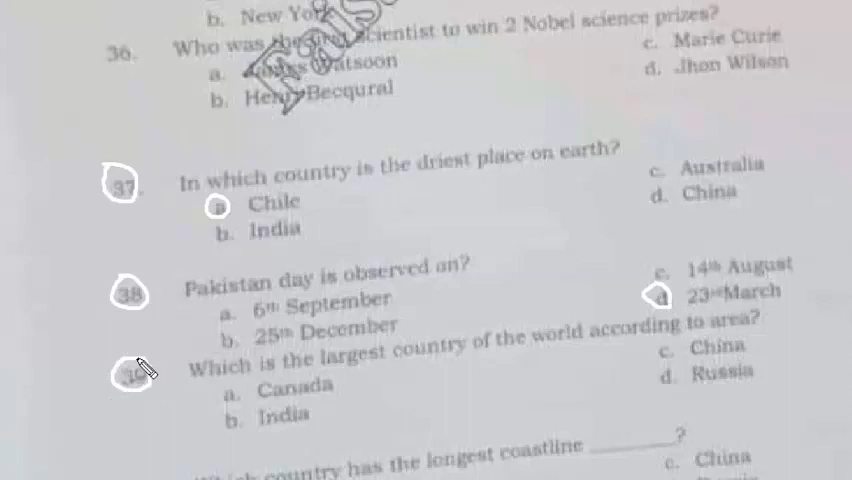 b. New York
36. Who was the first scientist to win 2 Nobel science prizes?
a. Watsoon
c. Marie Curie
b. Henry Becqural
d. Jhon Wilson
37. In which country is the driest place on earth?
a Chile
c. Australia
b. India
d. China
38 Pakistan day is observed on?
a. 6th September
c. 14th August
b. 25th December
d 23rd March
39 Which is the largest country of the world according to area?
a. Canada
c. China
b. India
d. Russia
Which country has the longest coastline ________?
c. China